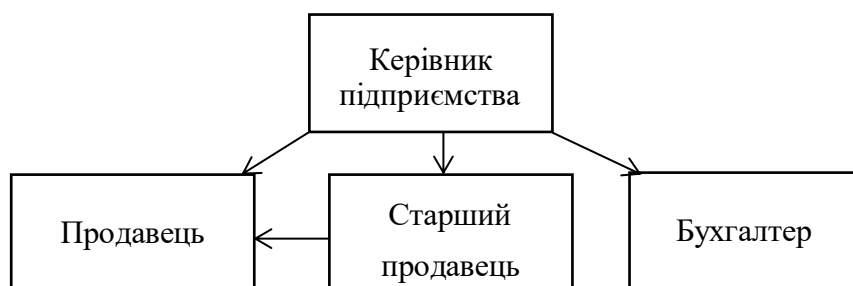 Керівник
підприємства
Продавець
Старший
продавець
Бухгалтер